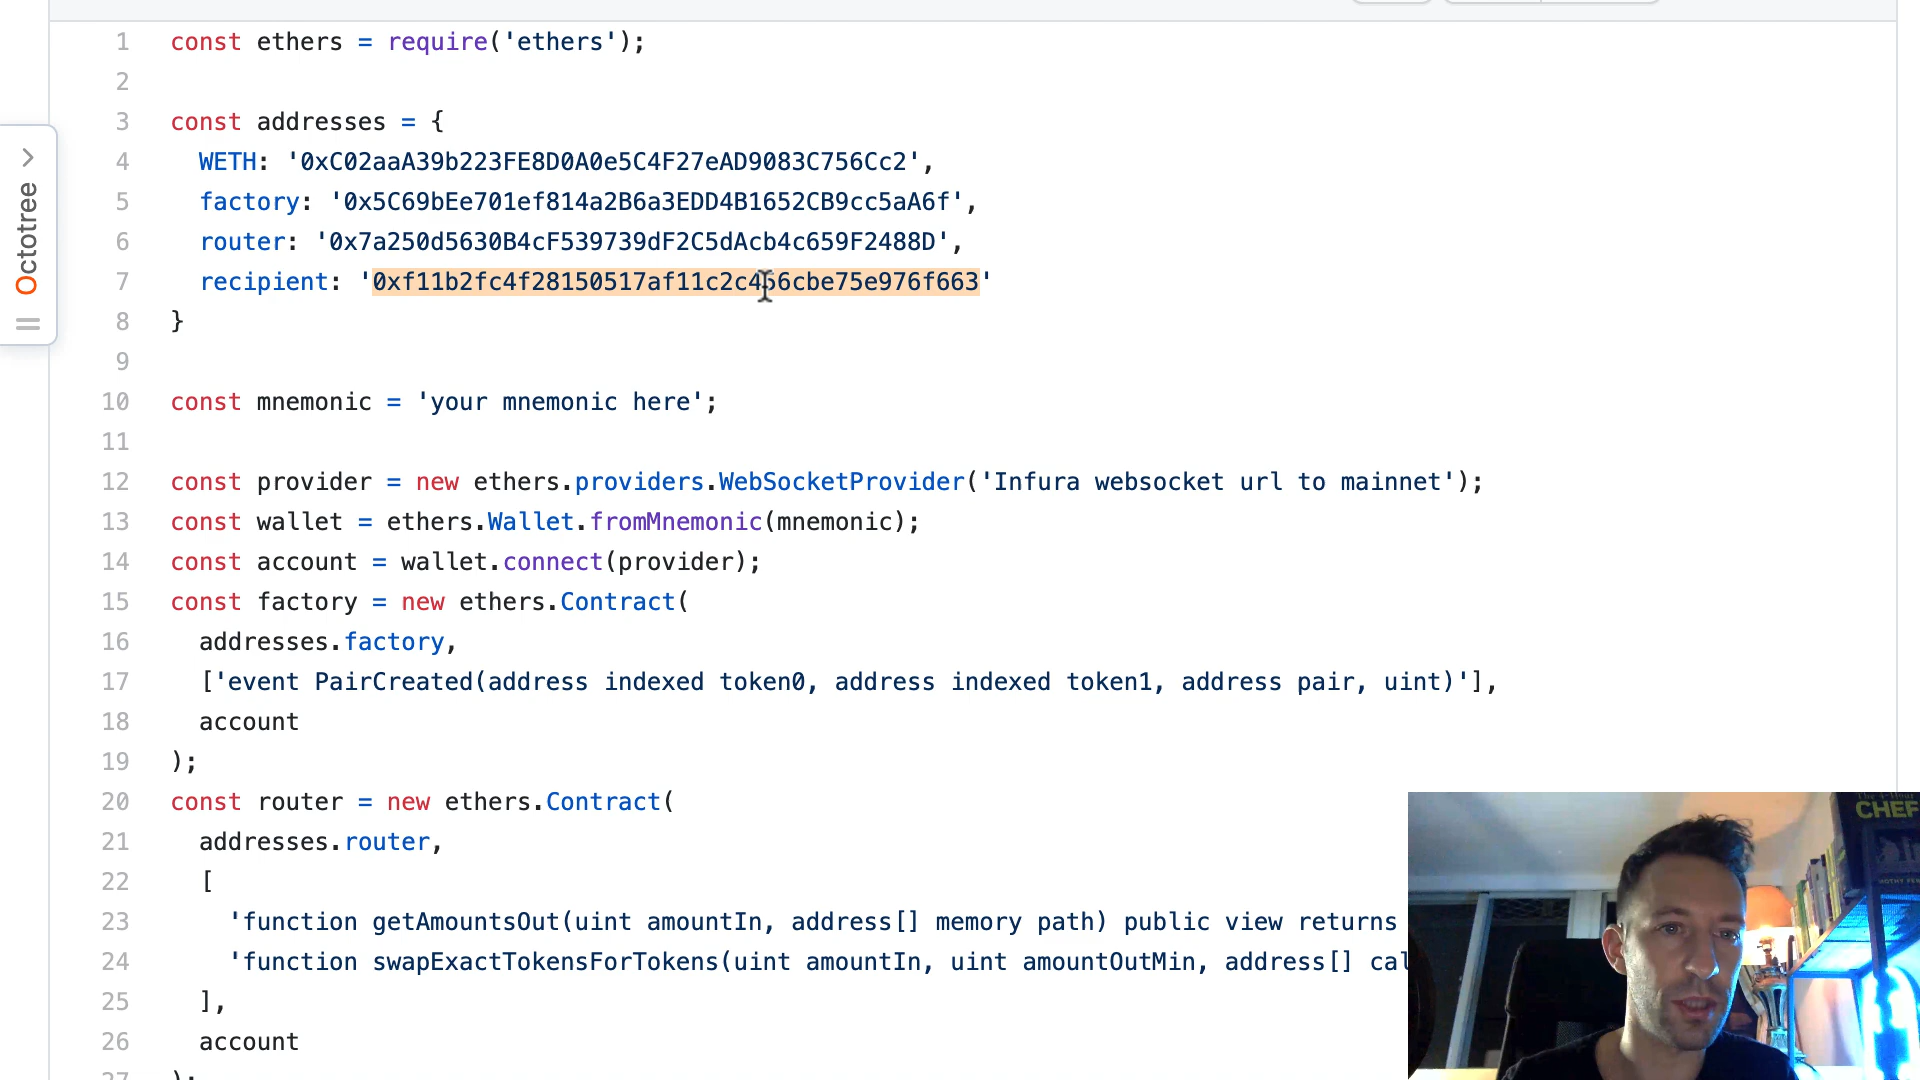 1 const ethers = require('ethers');
2
3 const addresses = {
4 WETH: '0xC02aaA39b223FE8D0A0e5C4F27eAD9083C756Cc2',
5 factory: '0x5C69bEe701ef814a2B6a3EDD4B1652CB9cc5aA6f',
6 router: '0x7a250d5630B4cF539739dF2C5dAcb4c659F2488D',
7 recipient: '0xf11b2fc4f28150517af11c2c456cbe75e976f663'
8 }
9
10 const mnemonic = 'your mnemonic here';
11
12 const provider = new ethers.providers.WebSocketProvider('Infura websocket url to mainnet');
13 const wallet = ethers.Wallet.fromMnemonic(mnemonic);
14 const account = wallet.connect(provider);
15 const factory = new ethers.Contract(
16 addresses.factory,
17 ['event PairCreated(address indexed token0, address indexed token1, address pair, uint)'],
18 account
19 );
20 const router = new ethers.Contract(
21 addresses.router,
22 [
23 'function getAmountsOut(uint amountIn, address[] memory path) public view returns
24 'function swapExactTokensForTokens(uint amountIn, uint amountOutMin, address[] cal
25 ],
26 account
27 );
Octotree
CHEF